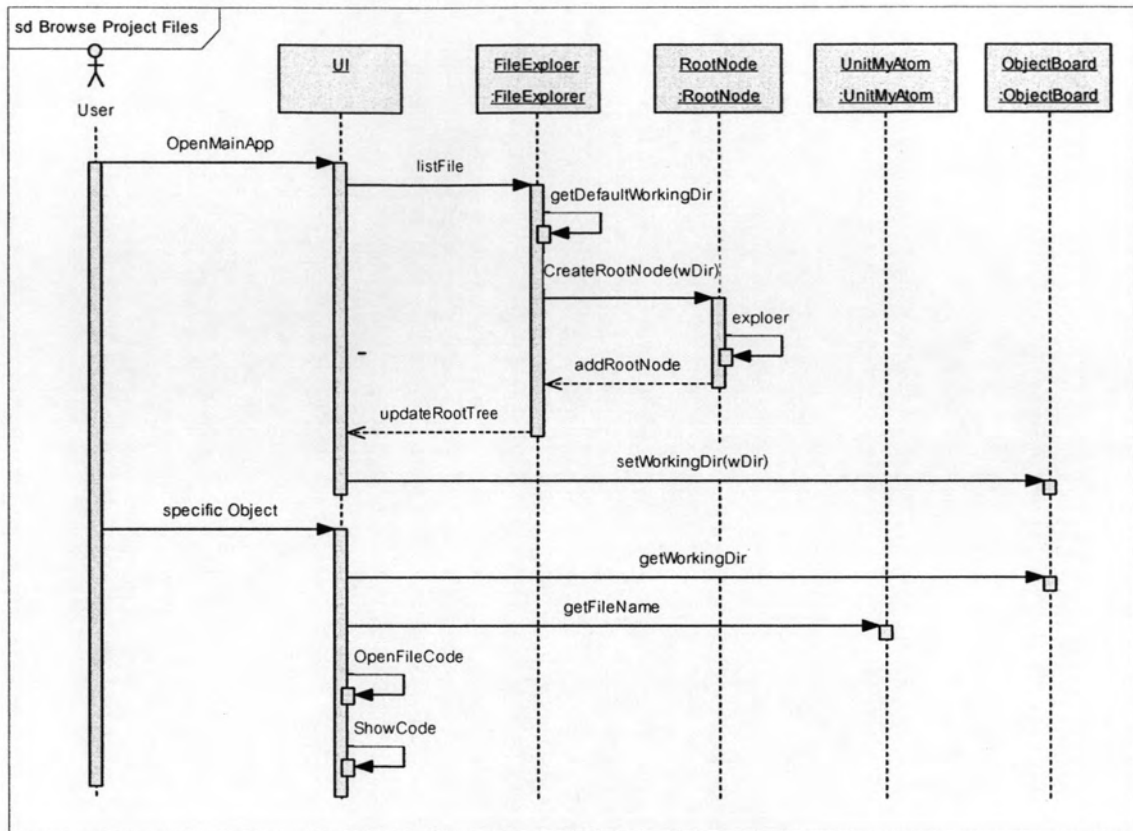 sd Browse Project Files
User
UI
FileExploer
:FileExplorer
RootNode
:RootNode
UnitMyAtom
:UnitMyAtom
ObjectBoard
:ObjectBoard
OpenMainApp
listFile
getDefaultWorkingDir
CreateRootNode(wDir)
exploer
addRootNode
updateRootTree
setWorkingDir(wDir)
specific Object
getWorkingDir
getFileName
OpenFileCode
ShowCode